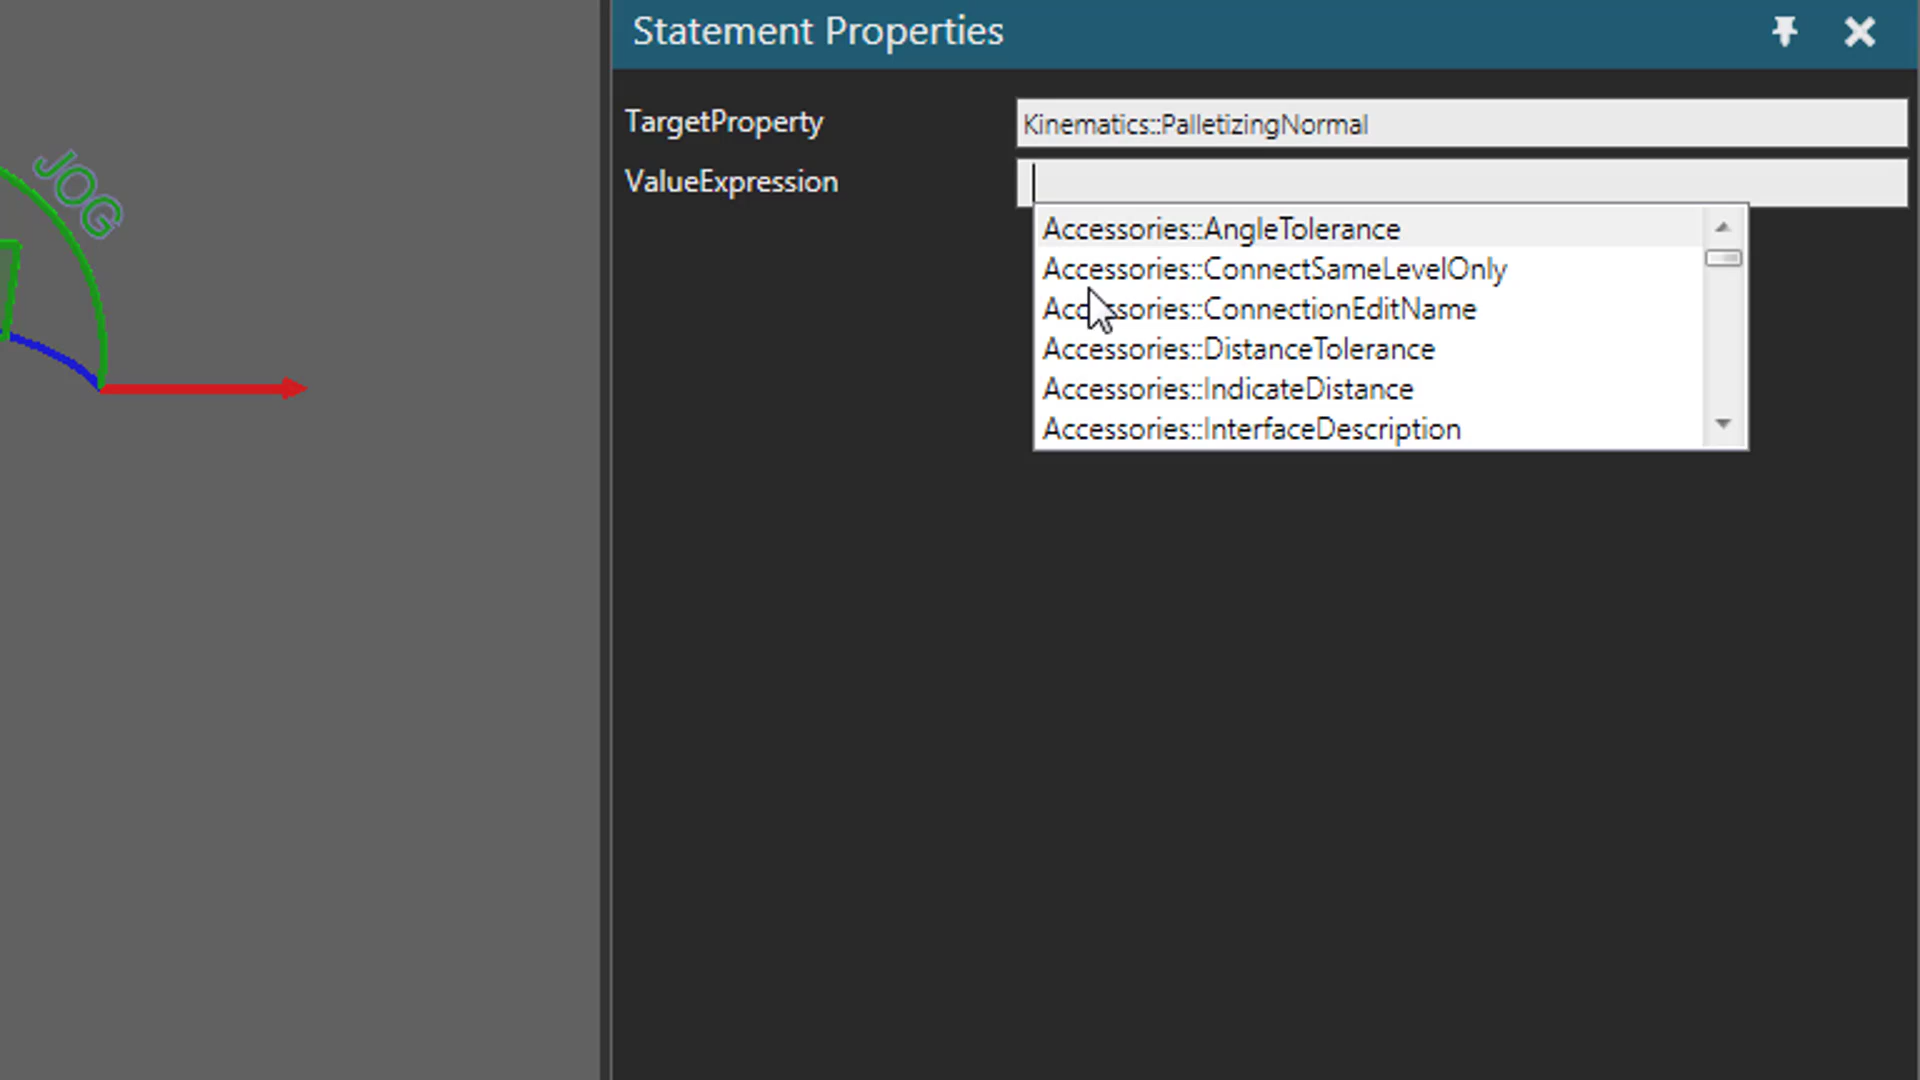 Statement Properties
JOG
TargetProperty
Kinematics::PalletizingNormal
ValueExpression
Accessories::AngleTolerance
Accessories::ConnectSameLevelOnly
Accessories::ConnectionEditName
Accessories::DistanceTolerance
Accessories::IndicateDistance
Accessories::InterfaceDescription